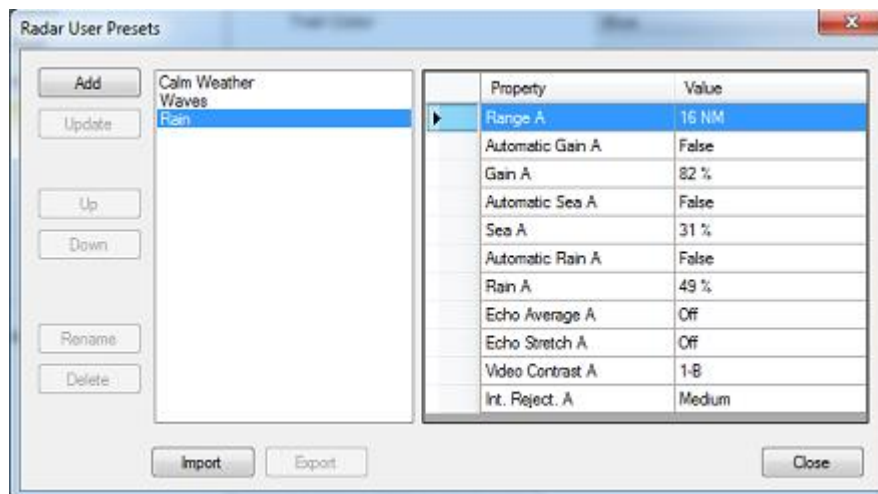 Radar User Presets
Add
Update
Up
Down
Rename
Delete
Calm Weather
Waves
Rain
Property Value
Range A 16 NM
Automatic Gain A False
Gain A 82 %
Automatic Sea A False
Sea A 31 %
Automatic Rain A False
Rain A 49 %
Echo Average A Off
Echo Stretch A Off
Video Contrast A 1-B
Int. Reject. A Medium
Import Export Close